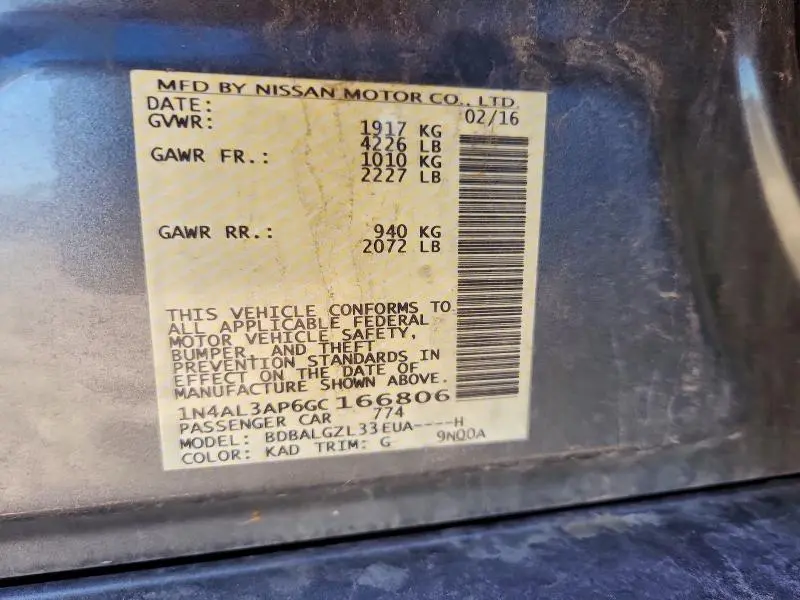 MFD BY NISSAN MOTOR CO., LTD.
DATE: 02/16
GVWR: 1917 KG
4226 LB
GAWR FR.: 1010 KG
2227 LB
GAWR RR.: 940 KG
2072 LB
THIS VEHICLE CONFORMS TO
ALL APPLICABLE FEDERAL
MOTOR VEHICLE SAFETY,
BUMPER, AND THEFT
PREVENTION STANDARDS IN
EFFECT ON THE DATE OF
MANUFACTURE SHOWN ABOVE.
1N4AL3AP6GC166806
PASSENGER CAR 774
MODEL: BDBALGZL33EUA----H
COLOR: KAD TRIM: G 9NQ0A